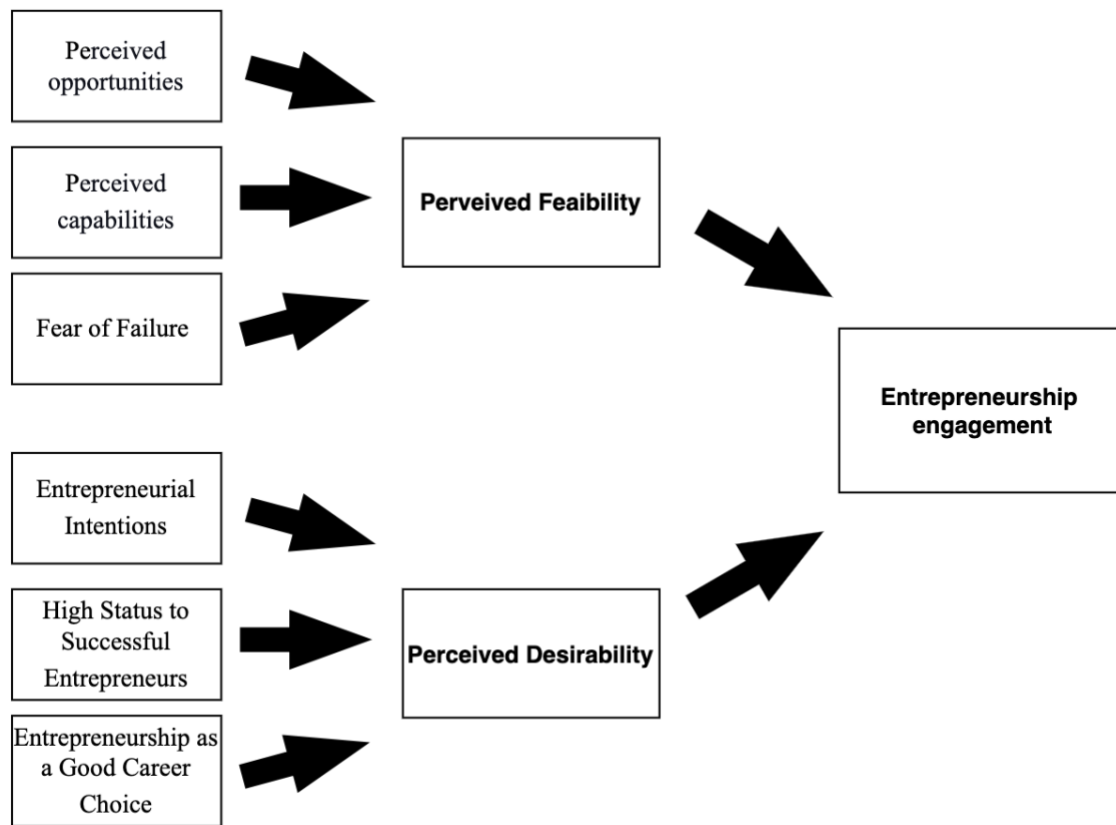 Perceived
opportunities
Perceived
capabilities
Fear of Failure
Perveived Feaibility
Entrepreneurship
engagement
Entrepreneurial
Intentions
High Status to
Successful
Entrepreneurs
Perceived Desirability
Entrepreneurship as
a Good Career
Choice